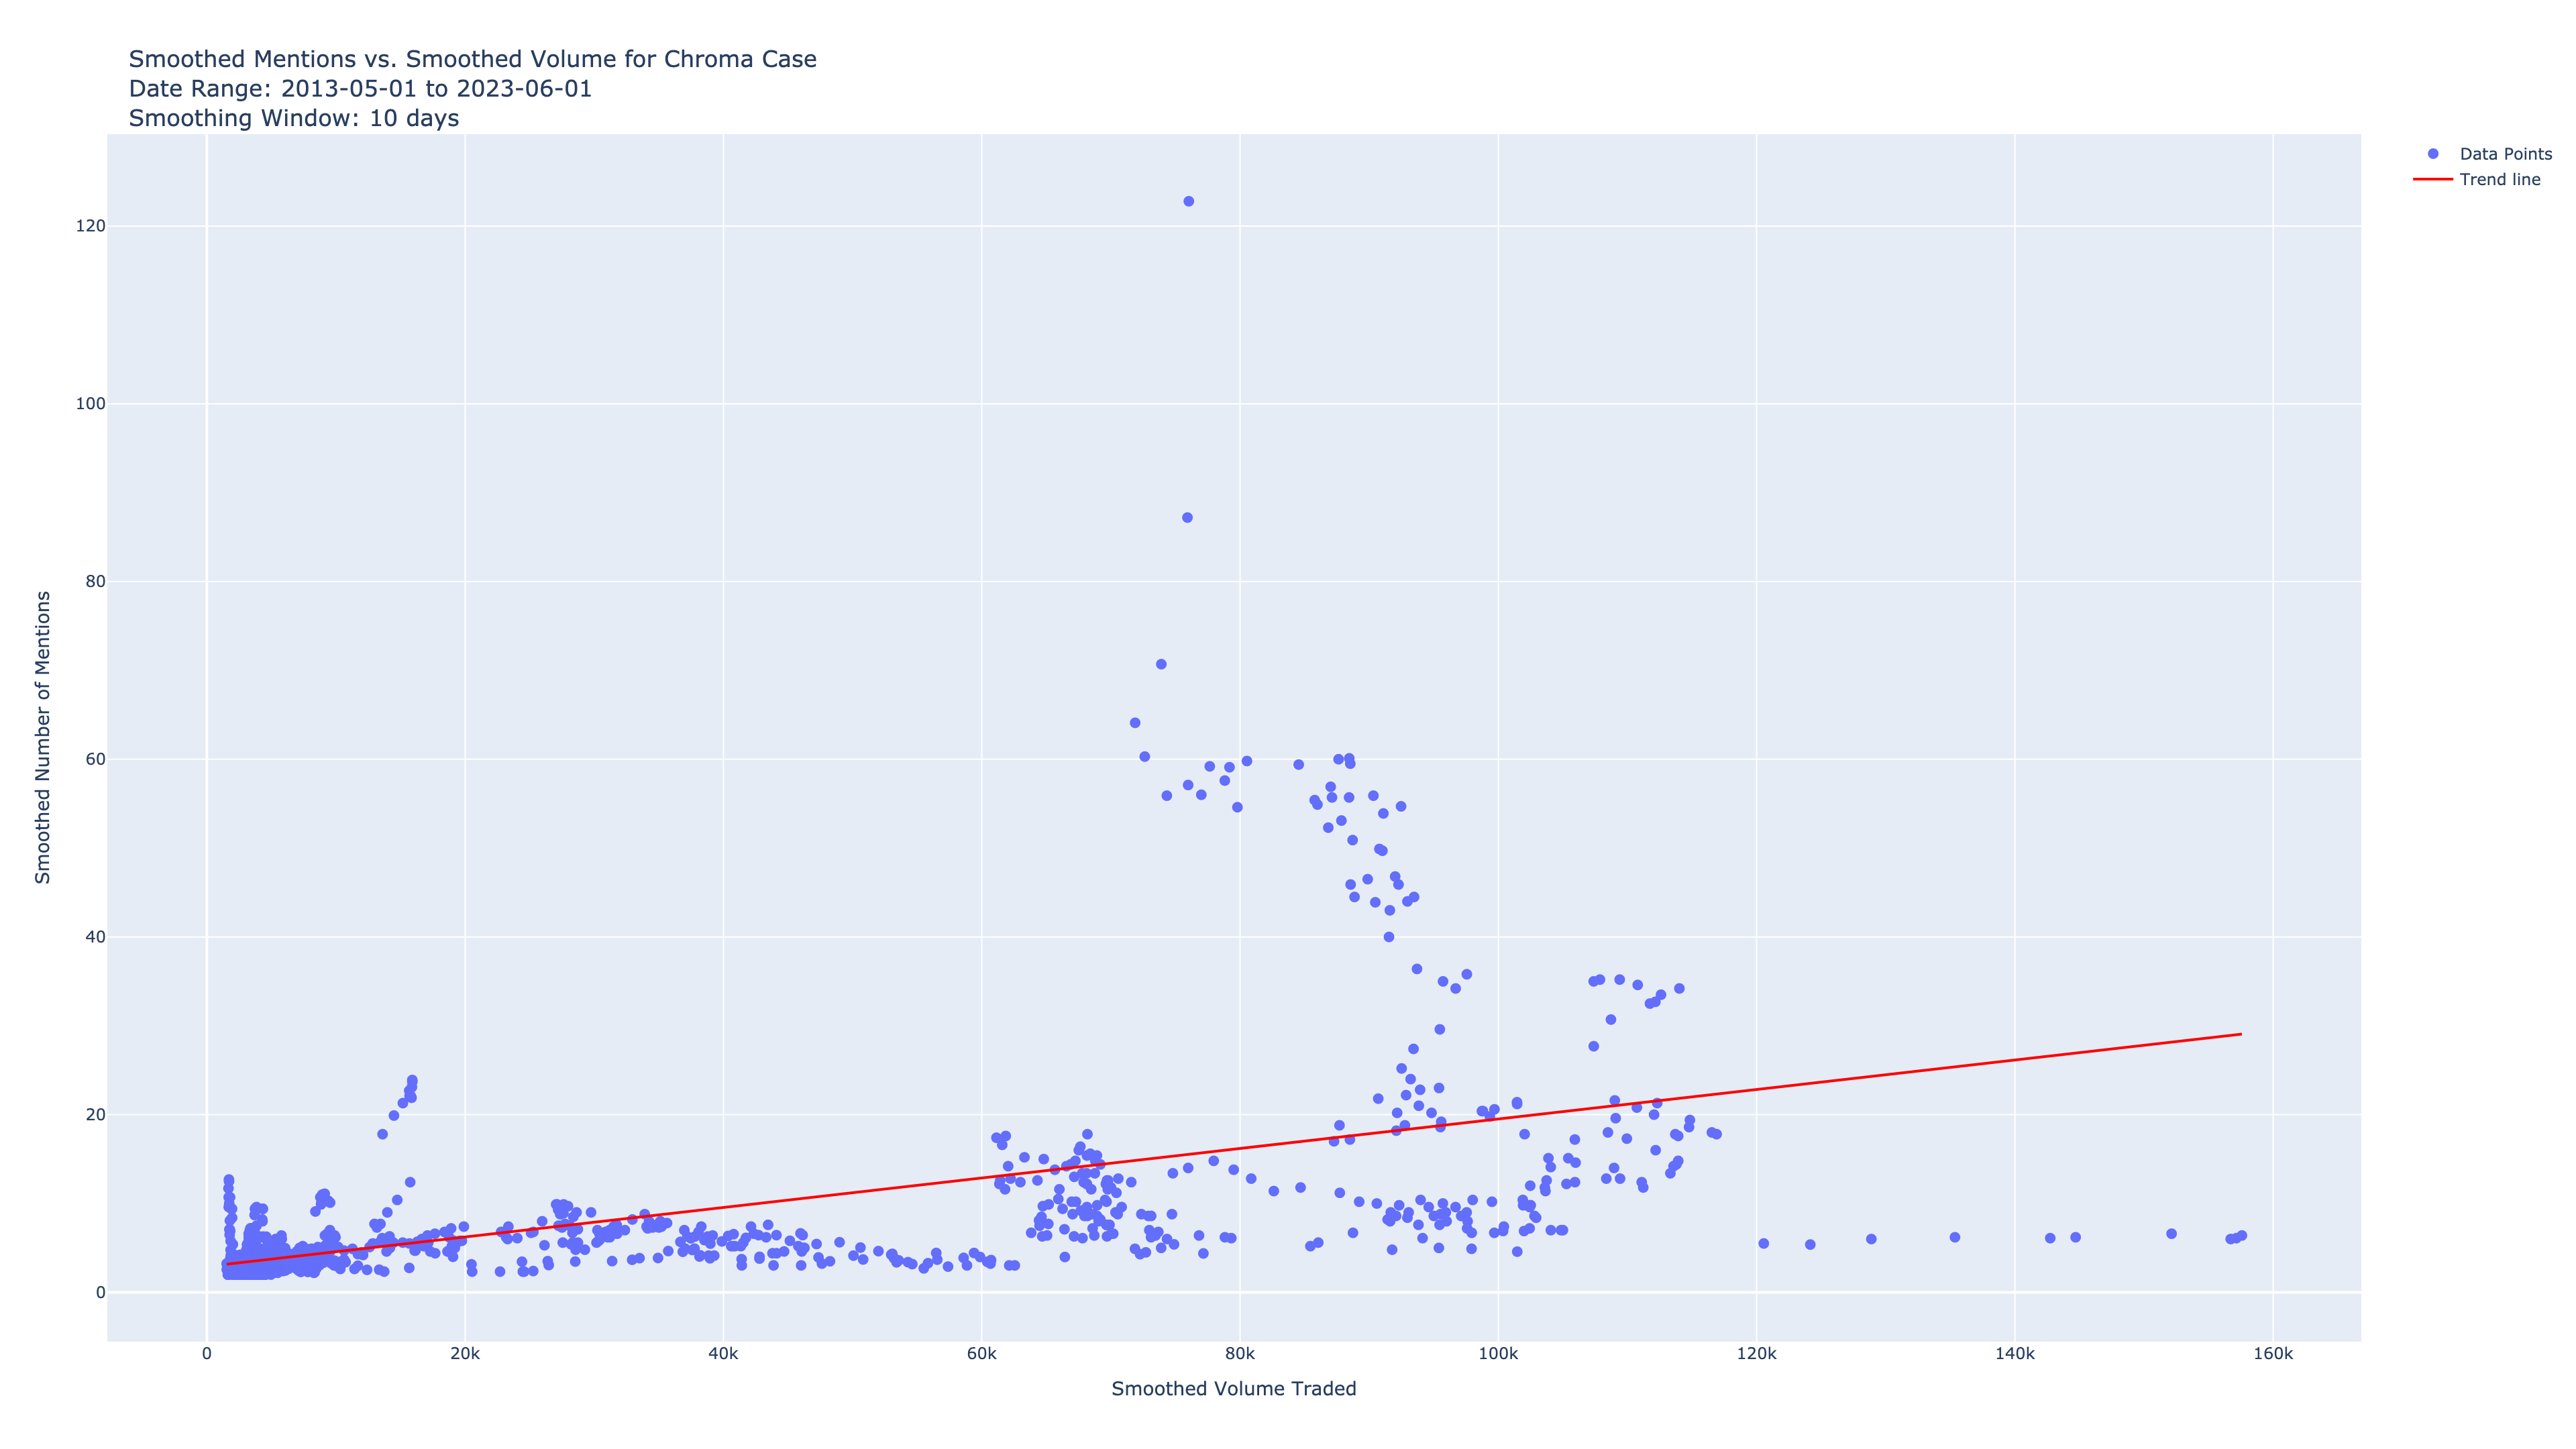 Smoothed Mentions vs. Smoothed Volume for Chroma Case
Date Range: 2013-05-01 to 2023-06-01
Smoothing Window: 10 days
Data Points
Trend line
120
100
80
60
40
20
0
Smoothed Number of Mentions
0
20k
40k
60k
80k
100k
120k
140k
160k
Smoothed Volume Traded